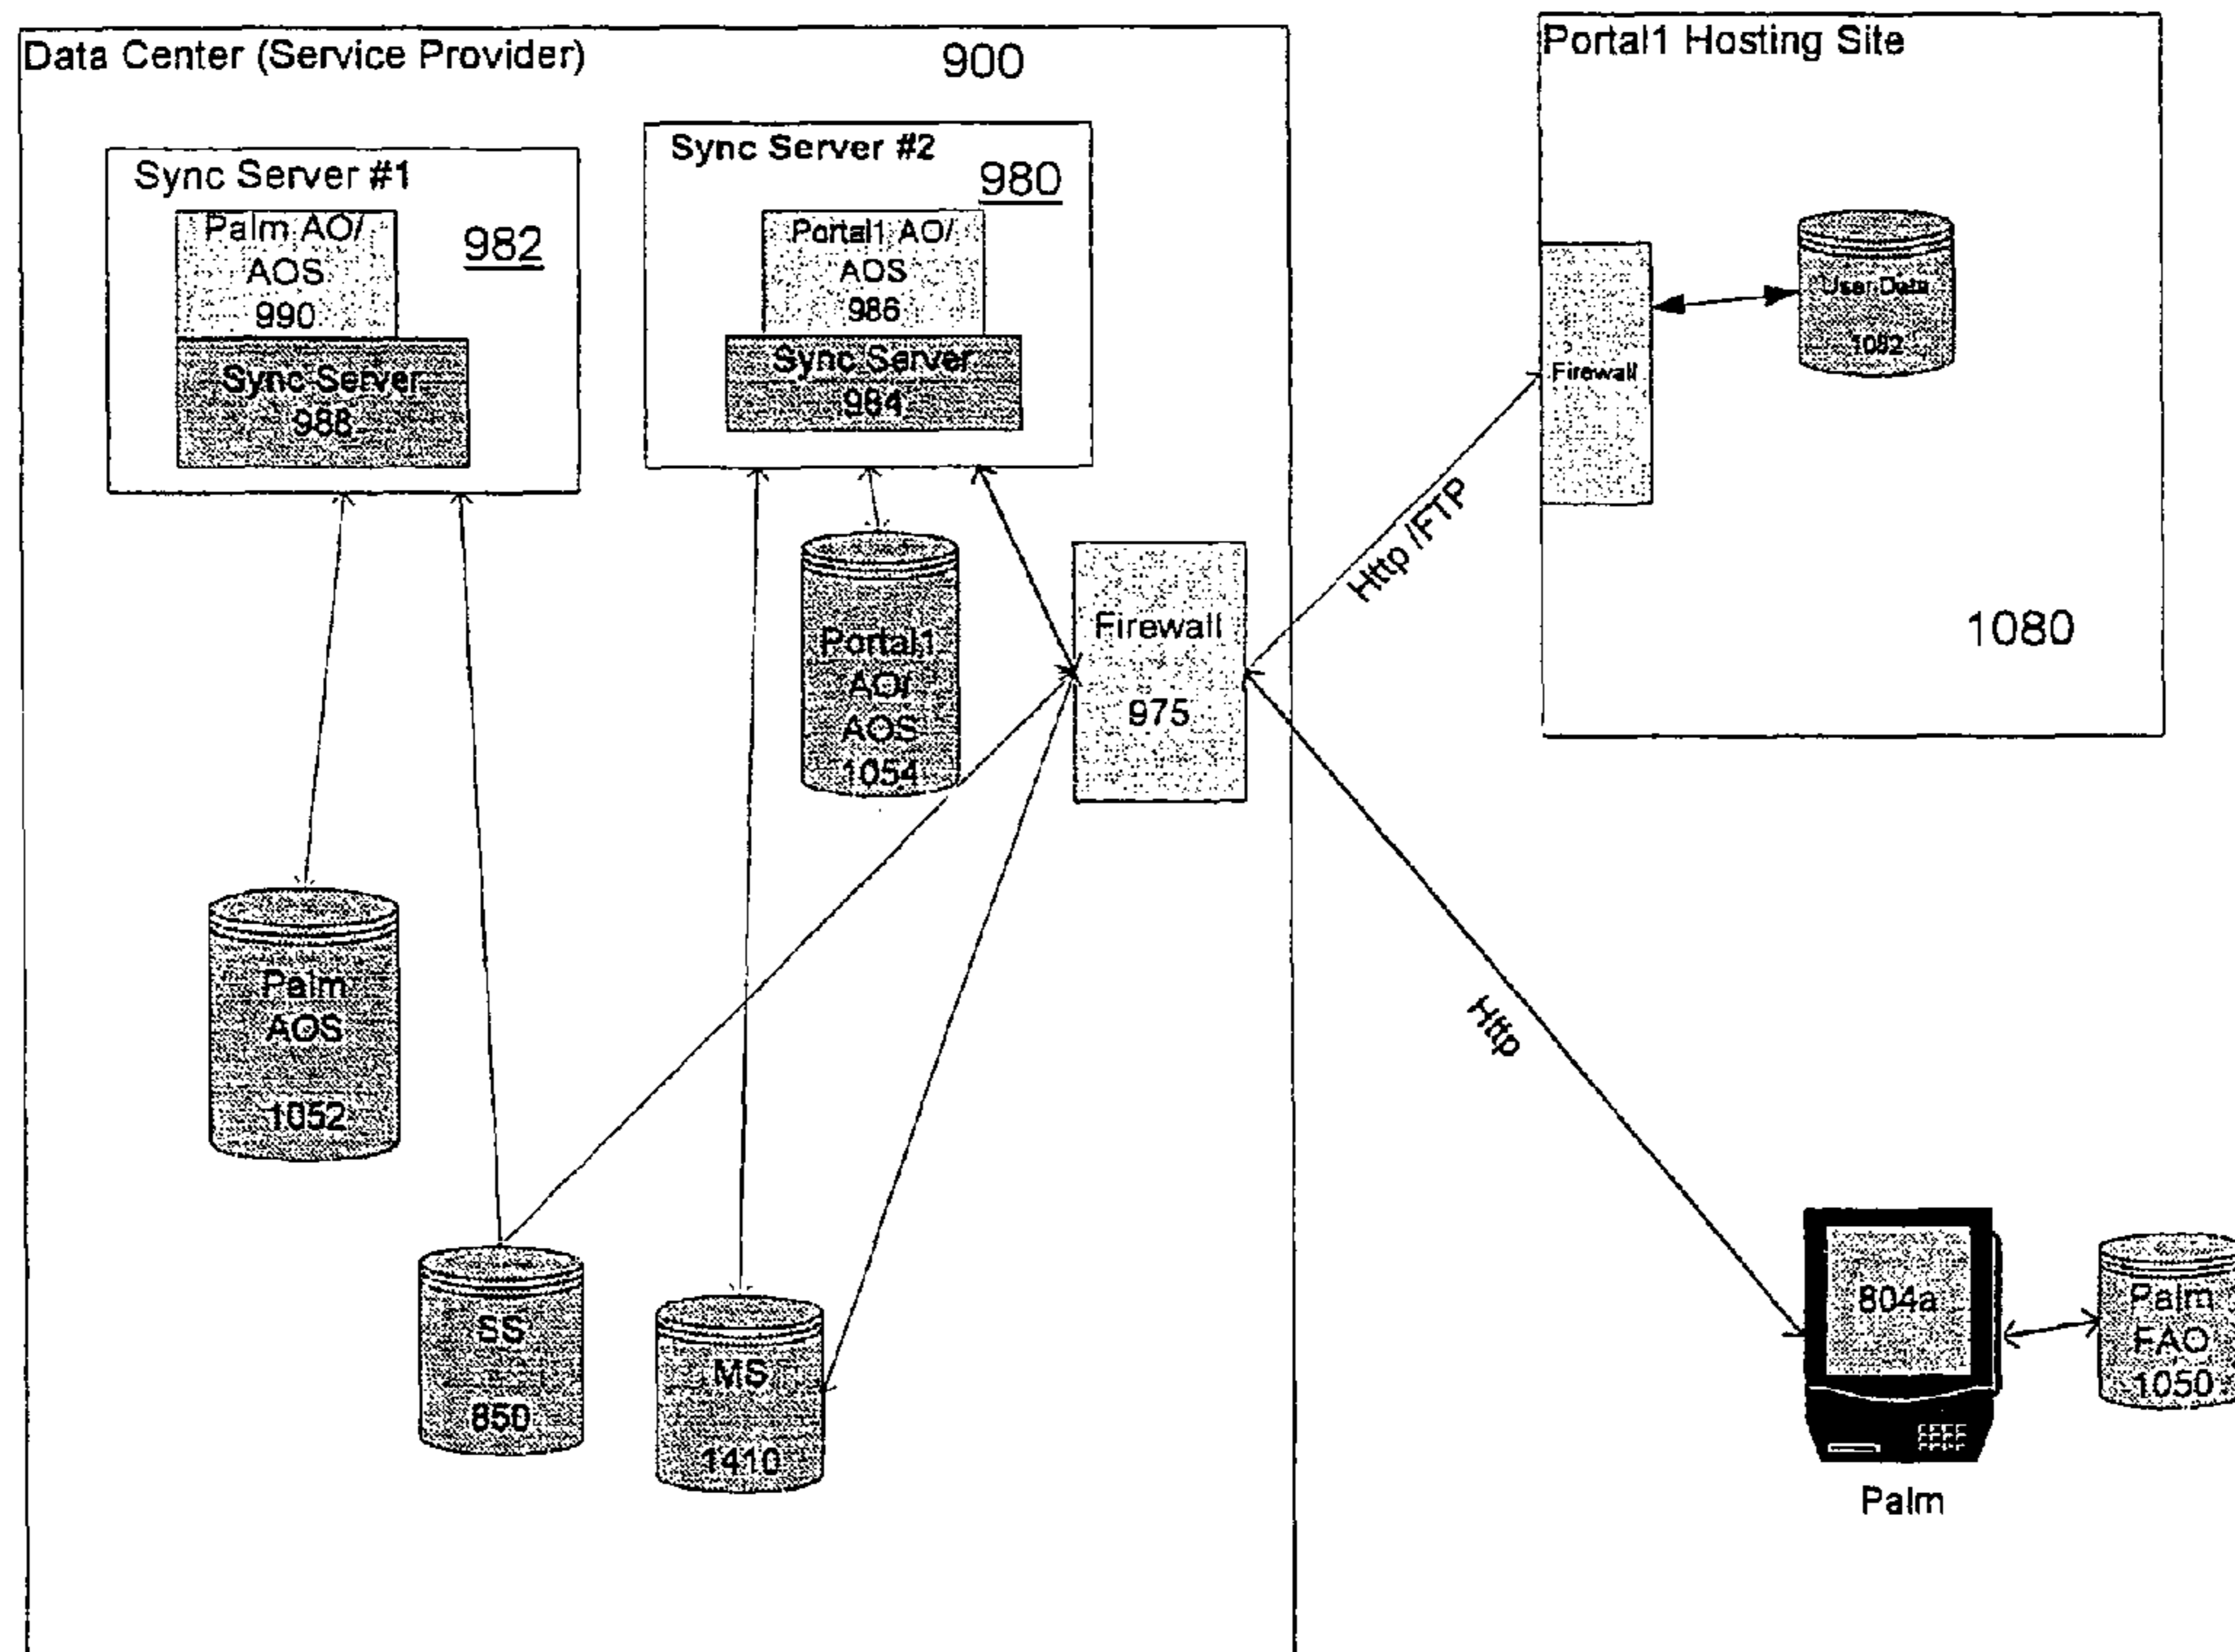 Data Center (Service Provider)
900
Sync Server #1
982
Palm AO/
AOS
990
Sync Server
988
Sync Server #2
980
Portal1 AO/
AOS
986
Sync Server
984
Portal1
AO/
AOS
1054
Firewall
975
Palm
AOS
1052
SS
850
MS
1410
Http /FTP
Http
Portal1 Hosting Site
Firewall
User Data
1082
1080
804a
Palm
FAO
1050
Palm